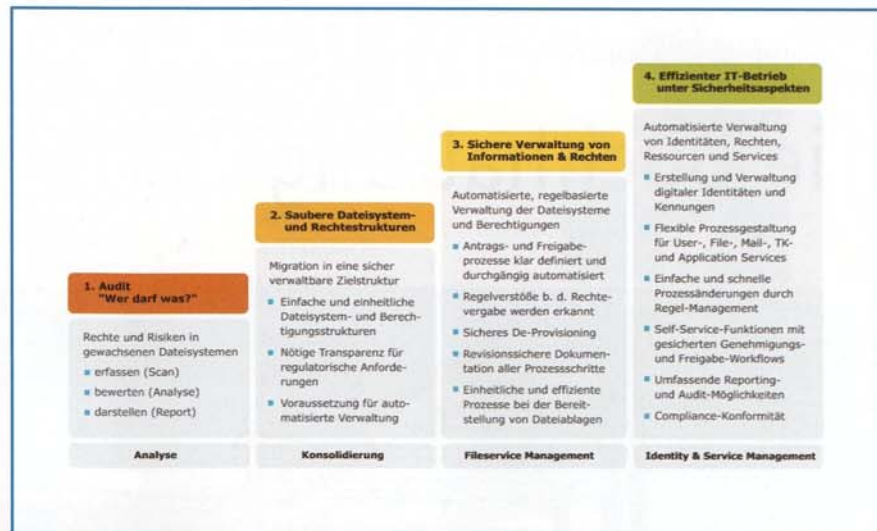 1. Audit
"Wer darf was?"
Rechte und Risiken in
gewachsenen Dateisystemen
▪ erfassen (Scan)
▪ bewerten (Analyse)
▪ darstellen (Report)
Analyse
2. Saubere Dateisystem-
und Rechtestrukturen
Migration in eine sicher
verwaltbare Zielstruktur
▪ Einfache und einheitliche
Dateisystem- und Berech-
tigungsstrukturen
▪ Nötige Transparenz für
regulatorische Anforde-
rungen
▪ Voraussetzung für auto-
matisierte Verwaltung
Konsolidierung
3. Sichere Verwaltung von
Informationen & Rechten
Automatisierte, regelbasierte
Verwaltung der Dateisysteme
und Berechtigungen
▪ Antrags- und Freigabe-
prozesse klar definiert und
durchgängig automatisiert
▪ Regelverstöße b. d. Rechte-
vergabe werden erkannt
▪ Sicheres De-Provisioning
▪ Revisionssichere Dokumen-
tation aller Prozessschritte
▪ Einheitliche und effiziente
Prozesse bei der Bereit-
stellung von Dateiablagen
Fileservice Management
4. Effizienter IT-Betrieb
unter Sicherheitsaspekten
Automatisierte Verwaltung
von Identitäten, Rechten,
Ressourcen und Services
▪ Erstellung und Verwaltung
digitaler Identitäten und
Kennungen
▪ Flexible Prozessgestaltung
für User-, File-, Mail-, TK-
und Application Services
▪ Einfache und schnelle
Prozessänderungen durch
Regel-Management
▪ Self-Service-Funktionen mit
gesicherten Genehmigungs-
und Freigabe-Workflows
▪ Umfassende Reporting-
und Audit-Möglichkeiten
▪ Compliance-Konformität
Identity & Service Management